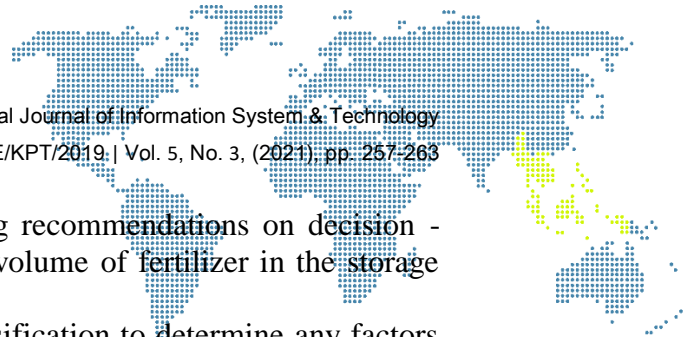 al Journal of Information System & Technology
E/KPT/2019 | Vol. 5, No. 3, (2021), pp. 257-263
g recommendations on decision -
volume of fertilizer in the storage
sification to determine any factors